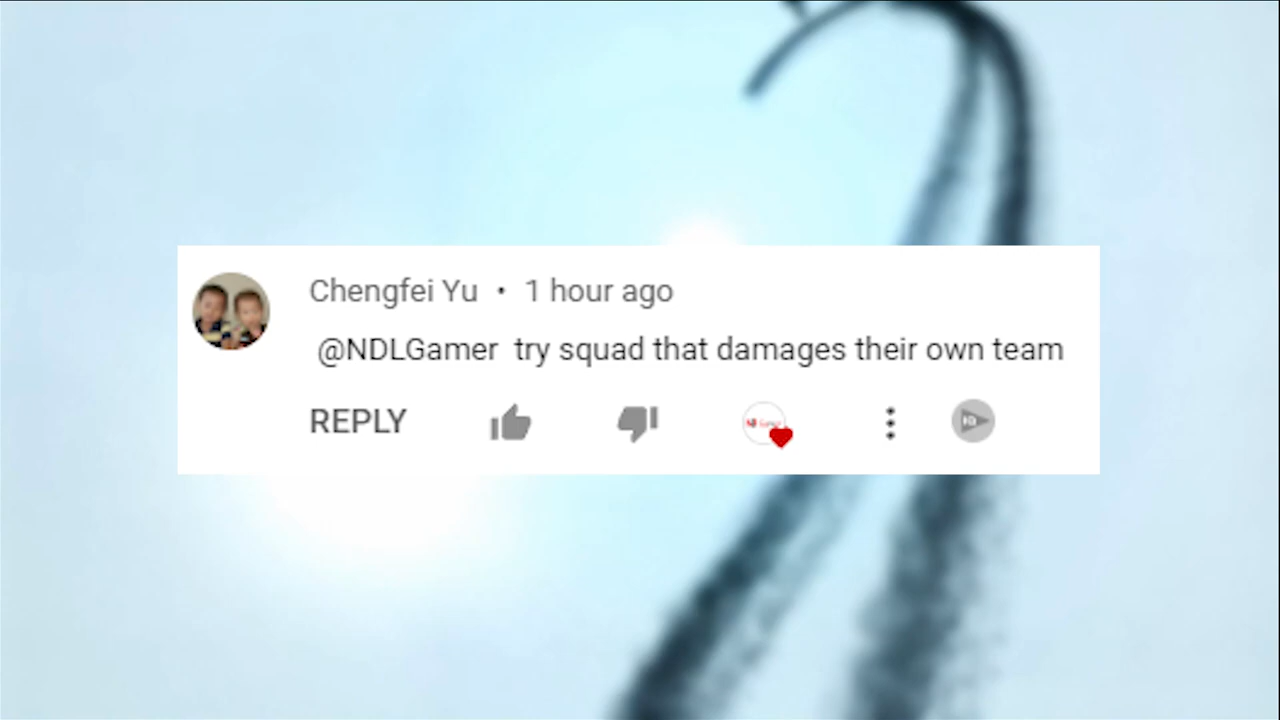 Chengfei Yu • 1 hour ago
@NDLGamer try squad that damages their own team
REPLY